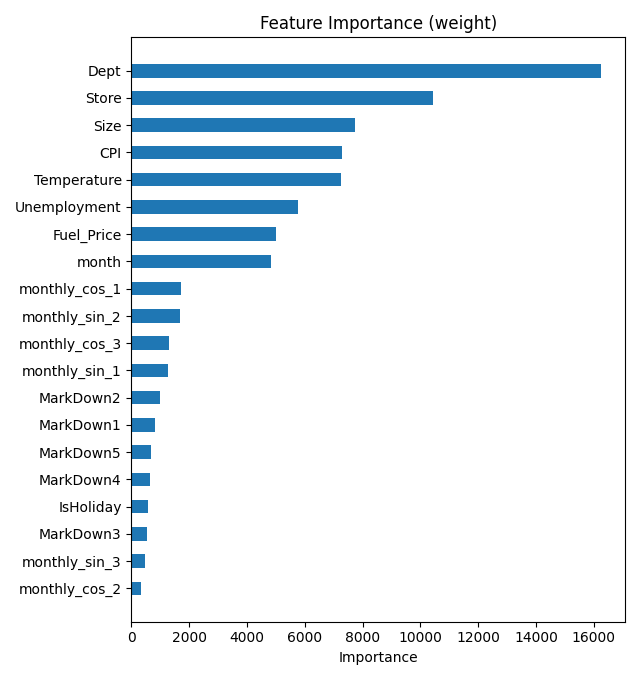 Feature Importance (weight)
Dept
Store
Size
CPI
Temperature
Unemployment
Fuel_Price
month
monthly_cos_1
monthly_sin_2
monthly_cos_3
monthly_sin_1
MarkDown2
MarkDown1
MarkDown5
MarkDown4
IsHoliday
MarkDown3
monthly_sin_3
monthly_cos_2
0 2000 4000 6000 8000 10000 12000 14000 16000
Importance